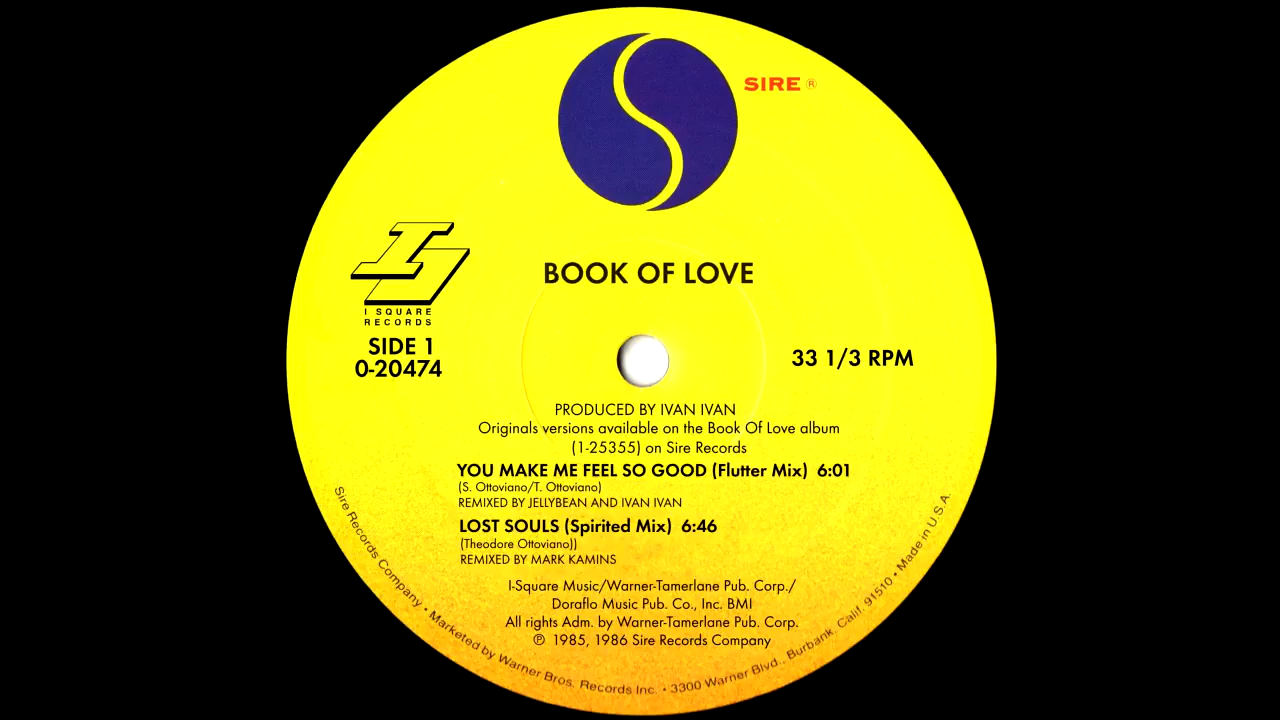 SIRE ®
I SQUARE
RECORDS
BOOK OF LOVE
SIDE 1
0-20474
33 1/3 RPM
PRODUCED BY IVAN IVAN
Originals versions available on the Book Of Love album
(1-25355) on Sire Records
YOU MAKE ME FEEL SO GOOD (Flutter Mix) 6:01
(S. Ottoviano/T. Ottoviano)
REMIXED BY JELLYBEAN AND IVAN IVAN
LOST SOULS (Spirited Mix) 6:46
(Theodore Ottoviano))
REMIXED BY MARK KAMINS
I-Square Music/Warner-Tamerlane Pub. Corp./
Doraflo Music Pub. Co., Inc. BMI
All rights Adm. by Warner-Tamerlane Pub. Corp.
℗ 1985, 1986 Sire Records Company
Sire Records Company • Marketed by Warner Bros. Records Inc. • 3300 Warner Blvd., Burbank, Calif. 91510 • Made in U.S.A.